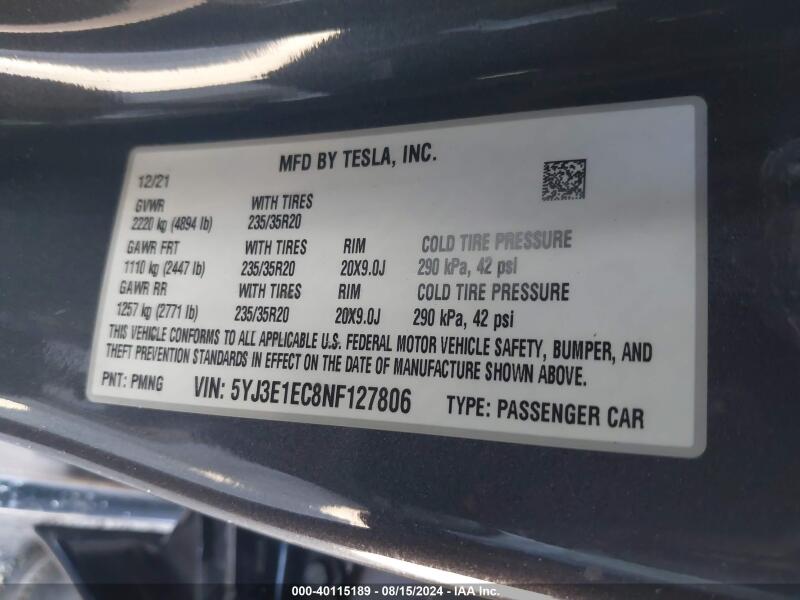 MFD BY TESLA, INC.
12/21
GVWR WITH TIRES
2220 kg (4894 lb) 235/35R20
GAWR FRT WITH TIRES RIM COLD TIRE PRESSURE
1110 kg (2447 lb) 235/35R20 20X9.0J 290 kPa, 42 psi
GAWR RR WITH TIRES RIM COLD TIRE PRESSURE
1257 kg (2771 lb) 235/35R20 20X9.0J 290 kPa, 42 psi
THIS VEHICLE CONFORMS TO ALL APPLICABLE U.S. FEDERAL MOTOR VEHICLE SAFETY, BUMPER, AND
THEFT PREVENTION STANDARDS IN EFFECT ON THE DATE OF MANUFACTURE SHOWN ABOVE.
PNT: PMNG VIN: 5YJ3E1EC8NF127806 TYPE: PASSENGER CAR
000-40115189 - 08/15/2024 - IAA Inc.